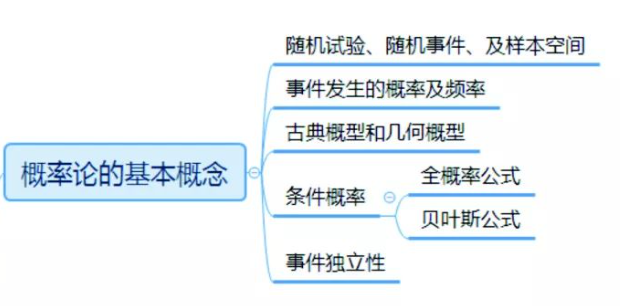 随机试验、随机事件、及样本空间
事件发生的概率及频率
古典概型和几何概型
概率论的基本概念
条件概率
全概率公式
贝叶斯公式
事件独立性